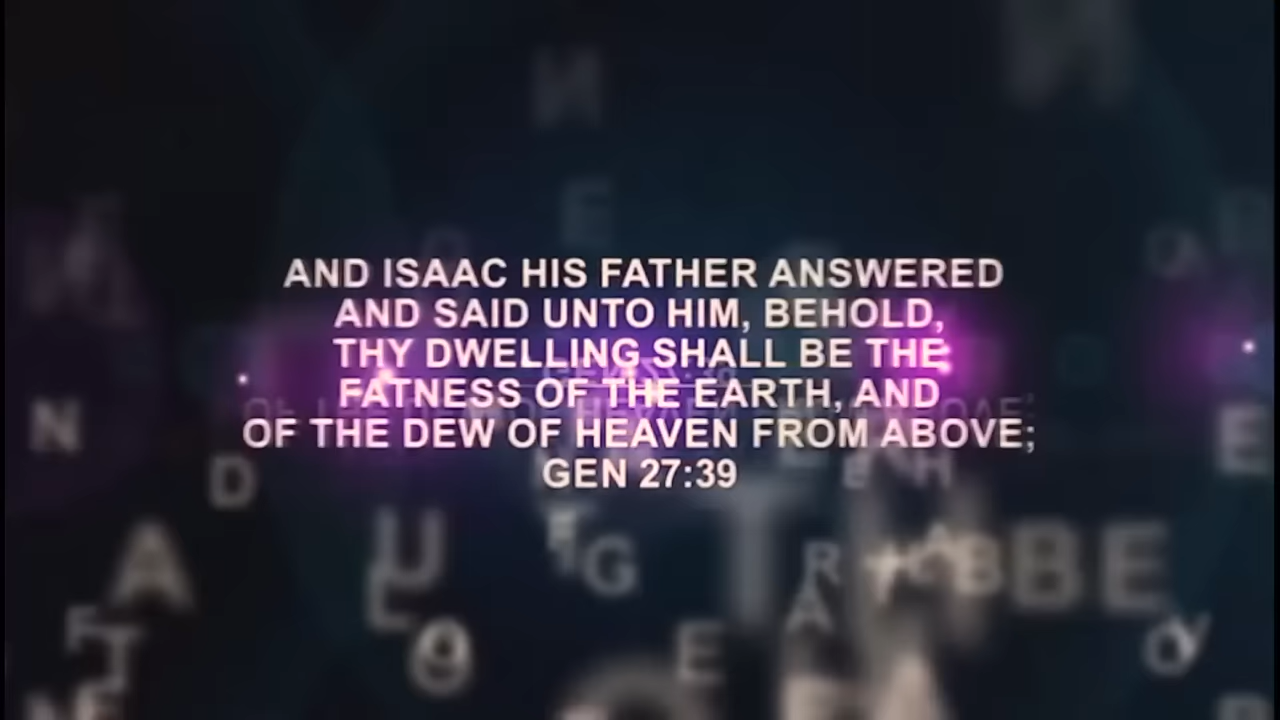 AND ISAAC HIS FATHER ANSWERED
AND SAID UNTO HIM, BEHOLD,
THY DWELLING SHALL BE THE
FATNESS OF THE EARTH, AND
OF THE DEW OF HEAVEN FROM ABOVE;
GEN 27:39